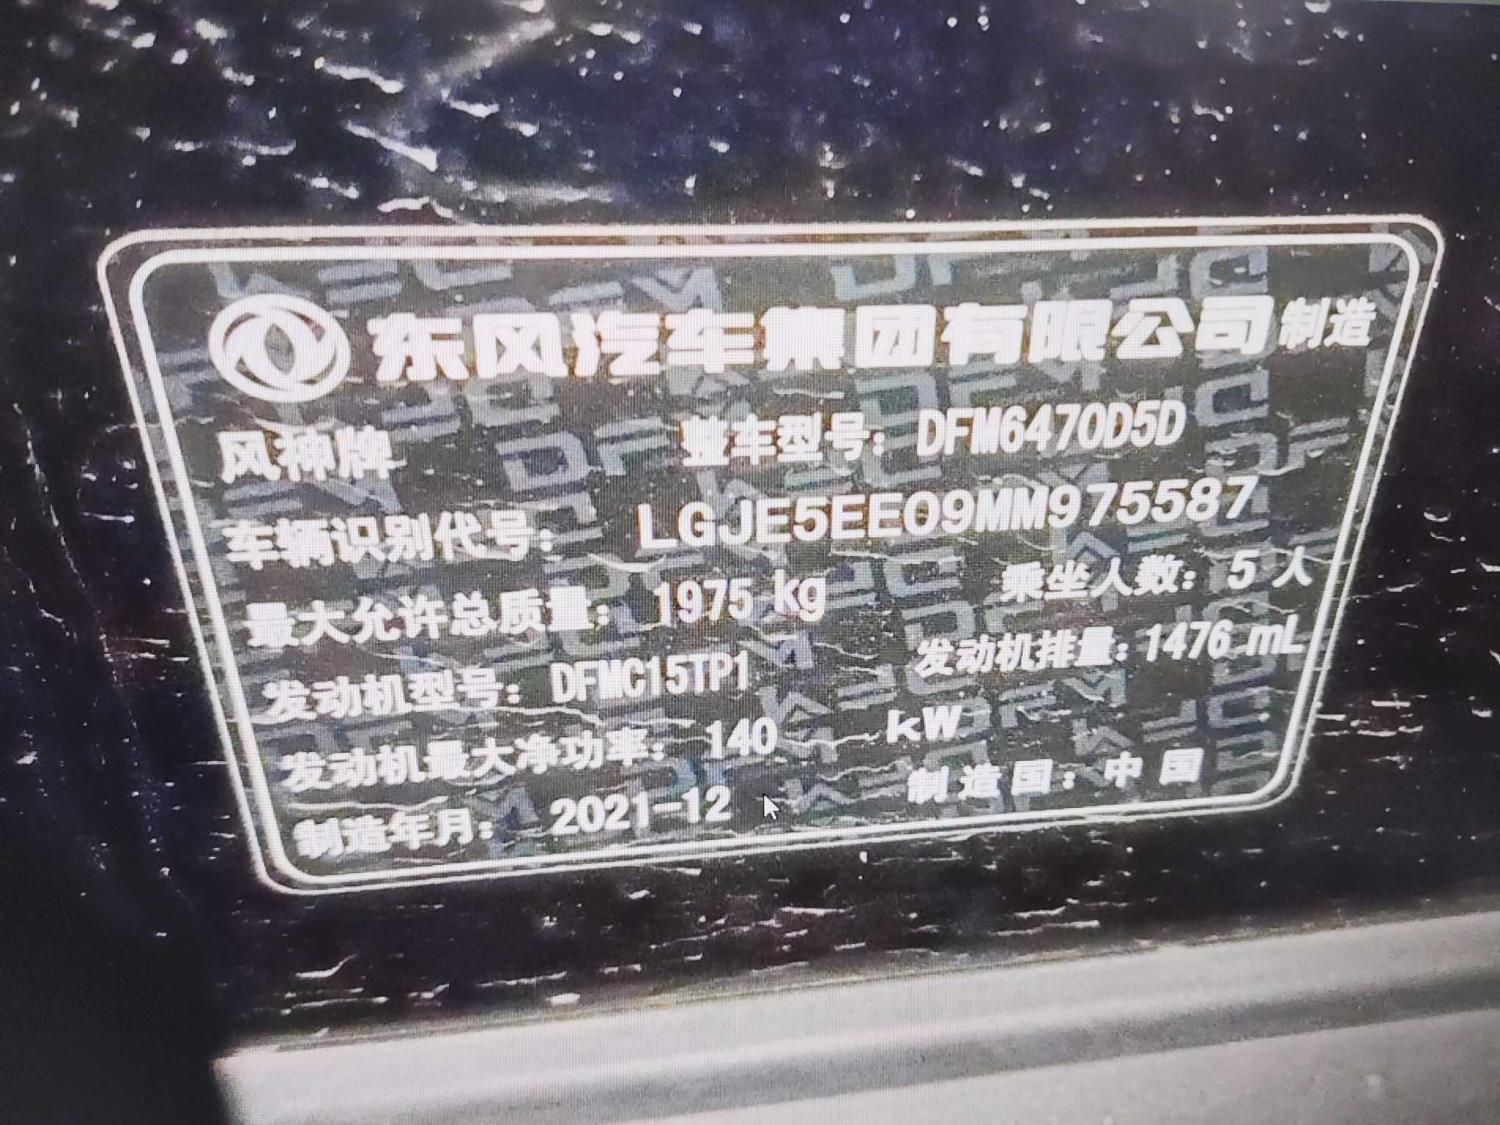 东风汽车集团有限公司制造
风神牌 整车型号：DFM6470D5D
车辆识别代号：LGJE5EE09MM975587
最大允许总质量：1975 kg 乘坐人数：5 人
发动机型号：DFMC15TP1 发动机排量：1476 mL
发动机最大净功率：140 kW
制造年月：2021-12 制造国：中国